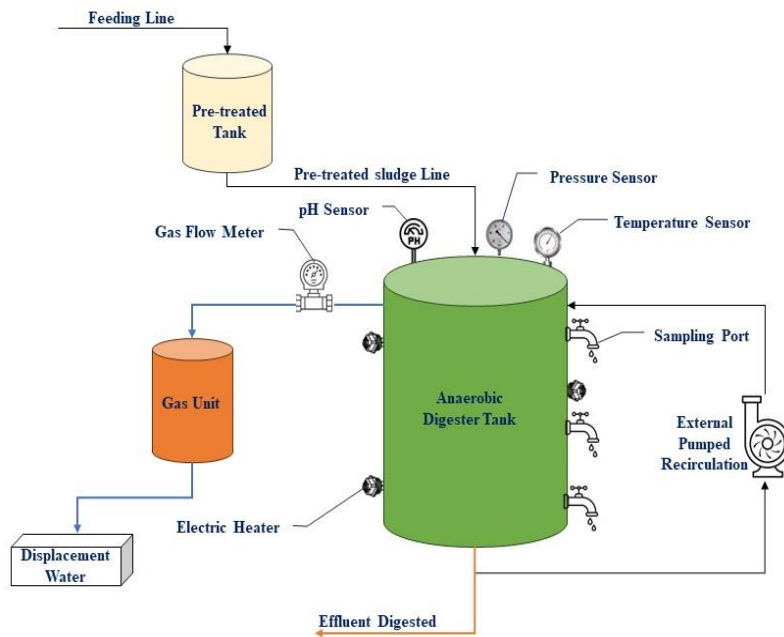 Feeding Line
Pre-treated
Tank
Pre-treated sludge Line
Pressure Sensor
pH Sensor
PH
Temperature Sensor
Gas Flow Meter
Sampling Port
Gas Unit
Anaerobic
Digester Tank
External
Pumped
Recirculation
Electric Heater
Displacement
Water
Effluent Digested